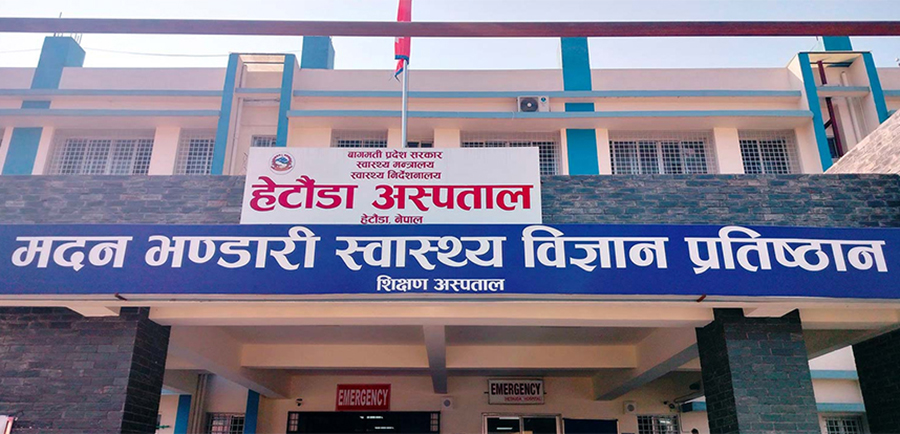 बागमती प्रदेश सरकार
स्वास्थ्य मन्त्रालय
स्वास्थ्य निर्देशनालय
हेटौंडा अस्पताल
हेटौंडा, नेपाल
मदन भण्डारी स्वास्थ्य विज्ञान प्रतिष्ठान
शिक्षण अस्पताल
EMERGENCY
EMERGENCY